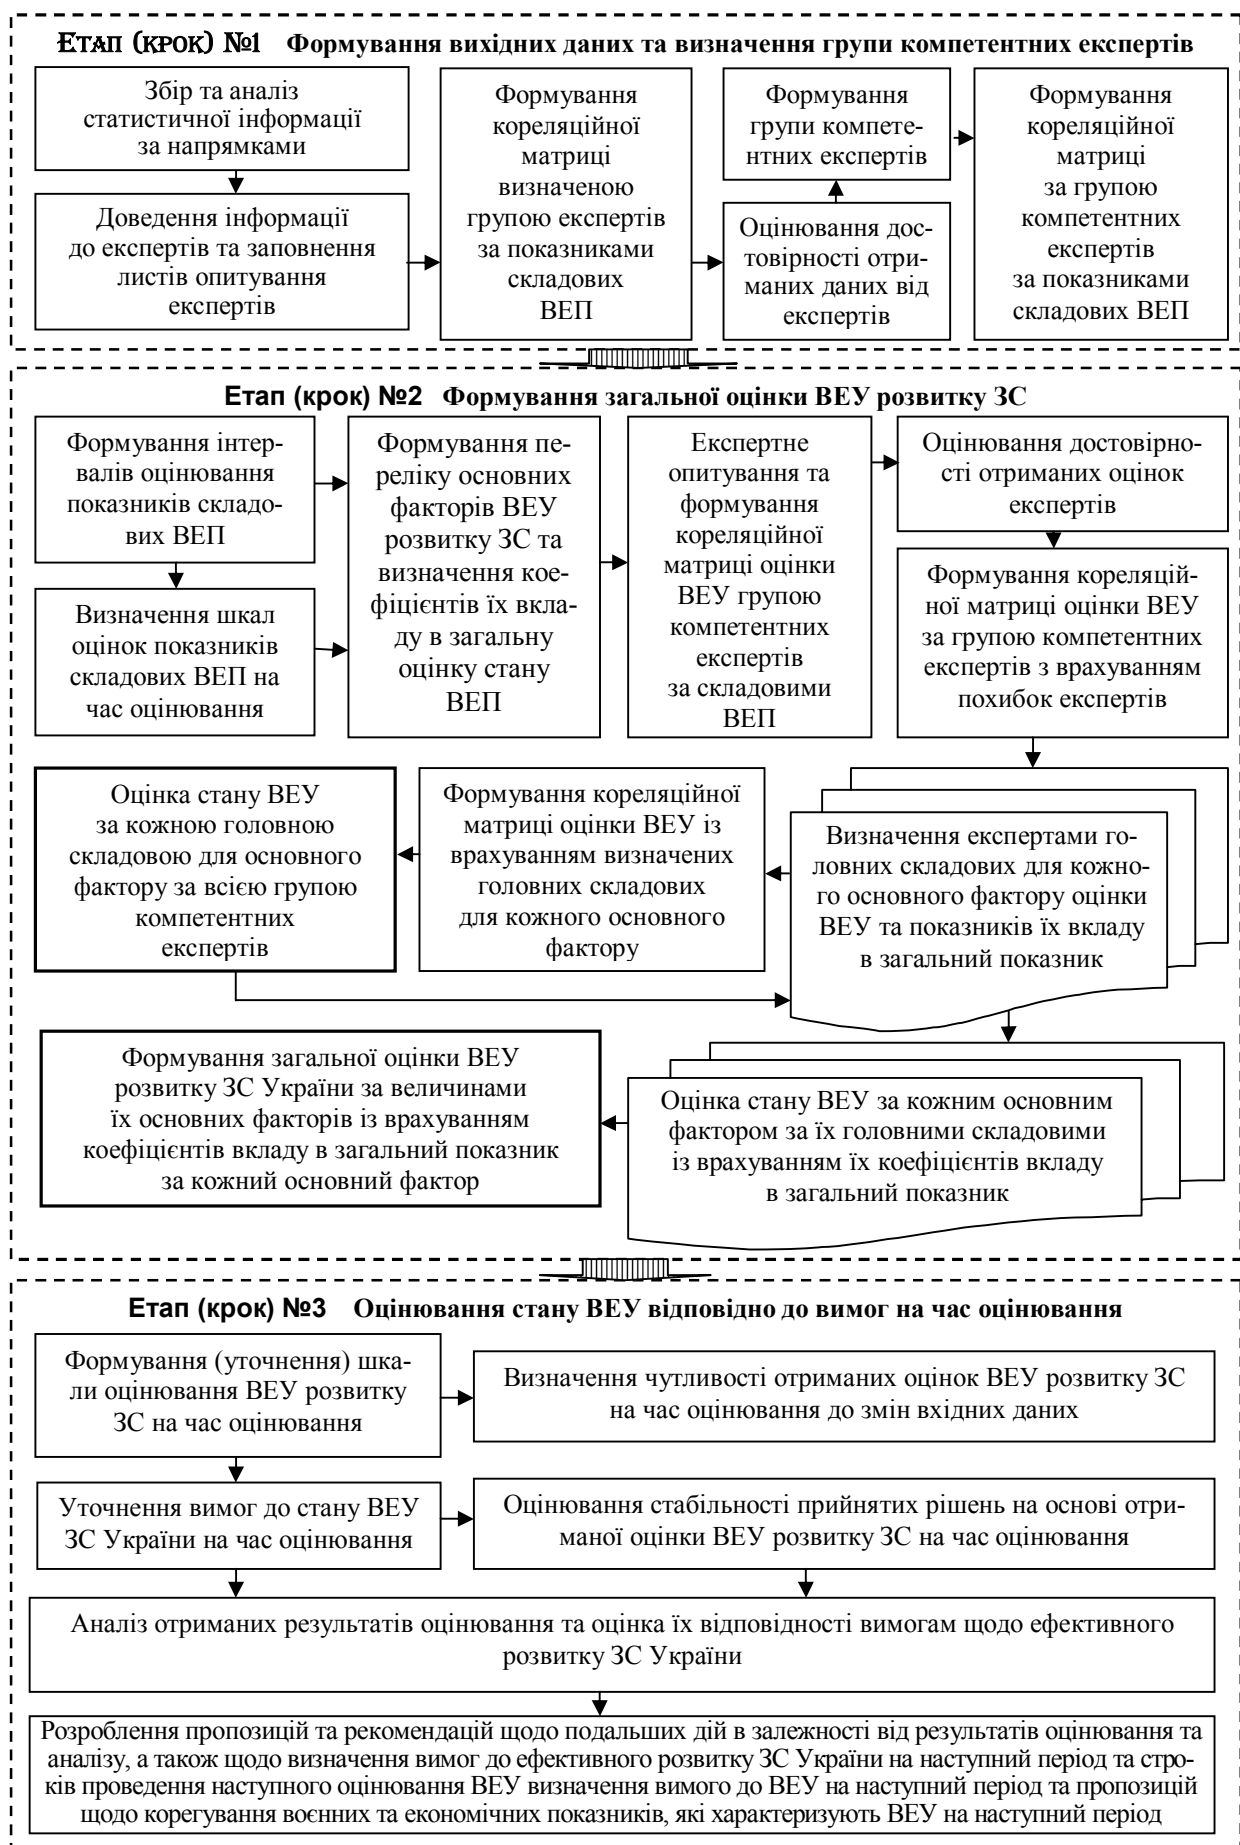 Етап (крок) №1 Формування вихідних даних та визначення групи компетентних експертів
Збір та аналіз
статистичної інформації
за напрямками
Доведення інформації
до експертів та заповнення
листів опитування
експертів
Формування
кореляційної
матриці
визначеною
групою експертів
за показниками
складових
ВЕП
Формування
групи компете-
нтних експертів
Оцінювання дос-
товірності отри-
маних даних від
експертів
Формування
кореляційної
матриці
за групою
компетентних
експертів
за показниками
складових ВЕП
Етап (крок) №2 Формування загальної оцінки ВЕУ розвитку ЗС
Формування інтер-
валів оцінювання
показників складо-
вих ВЕП
Визначення шкал
оцінок показників
складових ВЕП на
час оцінювання
Формування пе-
реліку основних
факторів ВЕУ
розвитку ЗС та
визначення кое-
фіцієнтів їх вкла-
ду в загальну
оцінку стану
ВЕП
Експертне
опитування та
формування
кореляційної
матриці оцінки
ВЕУ групою
компетентних
експертів
за складовими
ВЕП
Оцінювання достовірно-
сті отриманих оцінок
експертів
Формування кореляцій-
ної матриці оцінки ВЕУ
за групою компетентних
експертів з врахуванням
похибок експертів
Оцінка стану ВЕУ
за кожною головною
складовою для основного
фактору за всією групою
компетентних
експертів
Формування кореляційної
матриці оцінки ВЕУ із
врахуванням визначених
головних складових
для кожного основного
фактору
Визначення експертами го-
ловних складових для кожно-
го основного фактору оцінки
ВЕУ та показників їх вкладу
в загальний показник
Формування загальної оцінки ВЕУ
розвитку ЗС України за величинами
їх основних факторів із врахуванням
коефіцієнтів вкладу в загальний показник
за кожний основний фактор
Оцінка стану ВЕУ за кожним основним
фактором за їх головними складовими
із врахуванням їх коефіцієнтів вкладу
в загальний показник
Етап (крок) №3 Оцінювання стану ВЕУ відповідно до вимог на час оцінювання
Формування (уточнення) шка-
ли оцінювання ВЕУ розвитку
ЗС на час оцінювання
Визначення чутливості отриманих оцінок ВЕУ розвитку ЗС
на час оцінювання до змін вхідних даних
Уточнення вимог до стану ВЕУ
ЗС України на час оцінювання
Оцінювання стабільності прийнятих рішень на основі отри-
маної оцінки ВЕУ розвитку ЗС на час оцінювання
Аналіз отриманих результатів оцінювання та оцінка їх відповідності вимогам щодо ефективного
розвитку ЗС України
Розроблення пропозицій та рекомендацій щодо подальших дій в залежності від результатів оцінювання та
аналізу, а також щодо визначення вимог до ефективного розвитку ЗС України на наступний період та стро-
ків проведення наступного оцінювання ВЕУ визначення вимого до ВЕУ на наступний період та пропозицій
щодо корегування воєнних та економічних показників, які характеризують ВЕУ на наступний період